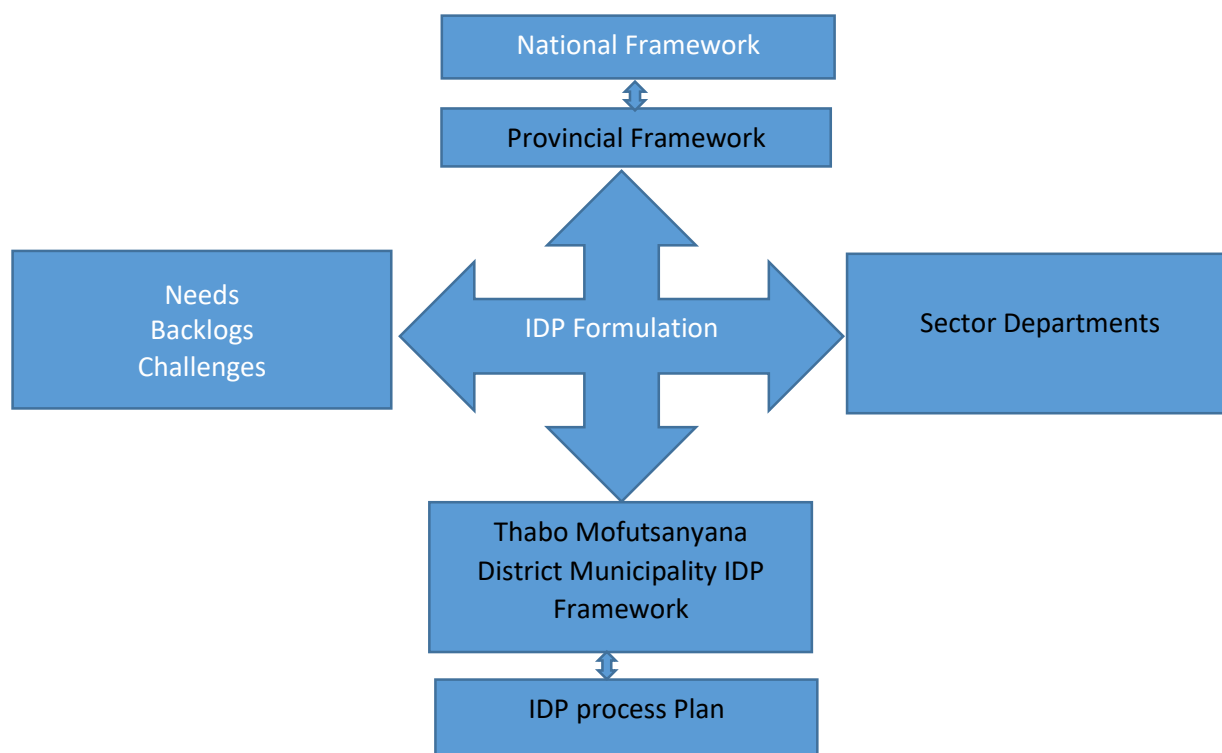 National Framework
Provincial Framework
Needs
Backlogs
Challenges
IDP Formulation
Sector Departments
Thabo Mofutsanyana
District Municipality IDP
Framework
IDP process Plan